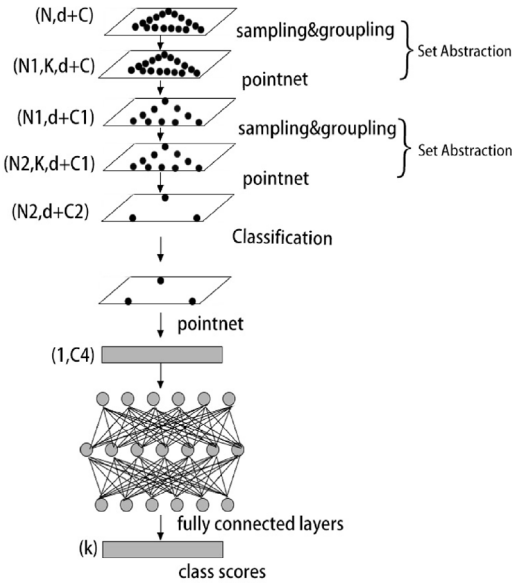 (N,d+C)
sampling&groupling
Set Abstraction
(N1,K,d+C)
pointnet
(N1,d+C1)
sampling&groupling
Set Abstraction
(N2,K,d+C1)
pointnet
(N2,d+C2)
Classification
pointnet
(1,C4)
fully connected layers
(k)
class scores